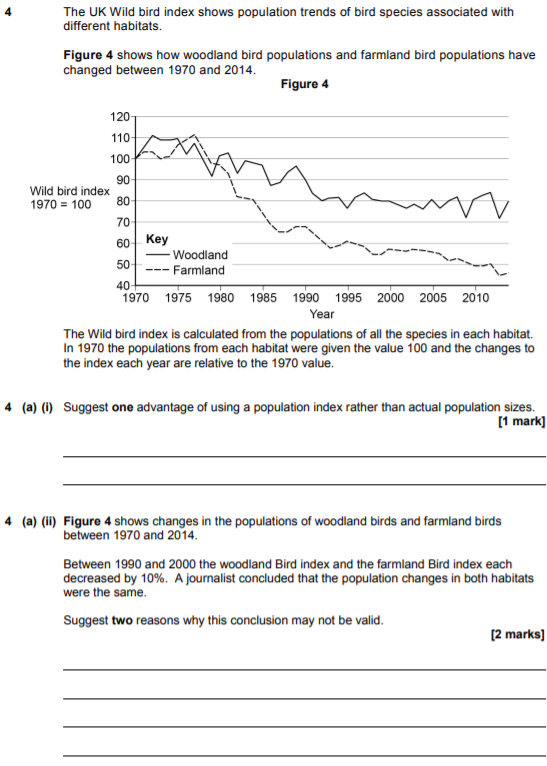 4 The UK Wild bird index shows population trends of bird species associated with
different habitats.
Figure 4 shows how woodland bird populations and farmland bird populations have
changed between 1970 and 2014.
Figure 4
120
110
100
90
Wild bird index
1970 = 100
80
70
60
50
40
Key
Woodland
Farmland
1970 1975 1980 1985 1990 1995 2000 2005 2010
Year
The Wild bird index is calculated from the populations of all the species in each habitat.
In 1970 the populations from each habitat were given the value 100 and the changes to
the index each year are relative to the 1970 value.
4 (a) (i) Suggest one advantage of using a population index rather than actual population sizes.
[1 mark]
4 (a) (ii) Figure 4 shows changes in the populations of woodland birds and farmland birds
between 1970 and 2014.
Between 1990 and 2000 the woodland Bird index and the farmland Bird index each
decreased by 10%. A journalist concluded that the population changes in both habitats
were the same.
Suggest two reasons why this conclusion may not be valid.
[2 marks]